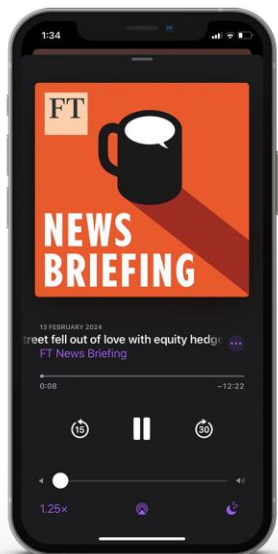 1:34
FT
NEWS
BRIEFING
13 FEBRUARY 2024
treet fell out of love with equity hedge
FT News Briefing
0:08 −12:22
15 30
1.25×